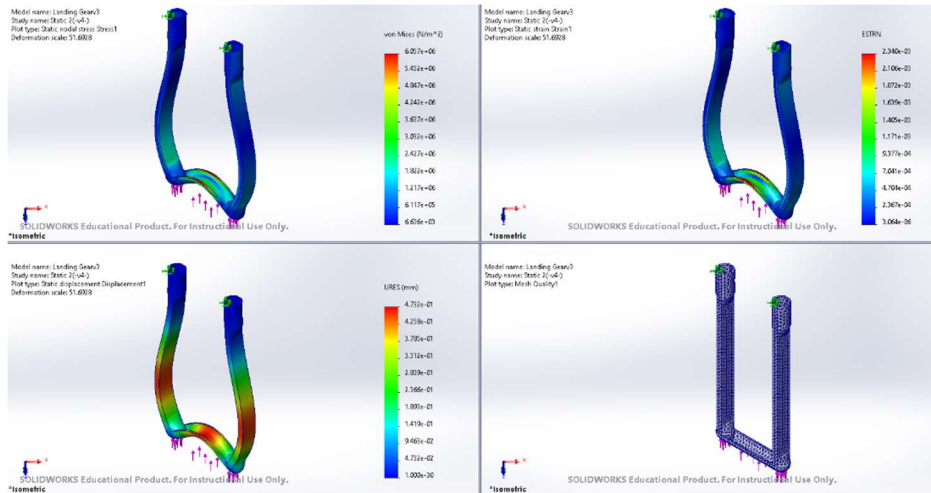 Model name: Landing Gearv3
Study name: Static 2(-v4-)
Plot type: Static nodal stress Stress1
Deformation scale: 51.6928
von Mises (N/m^2)
6.057e+06
5.452e+06
4.847e+06
4.242e+06
3.637e+06
3.032e+06
2.427e+06
1.822e+06
1.217e+06
6.117e+05
6.636e+03
SOLIDWORKS Educational Product. For Instructional Use Only.
*Isometric
Model name: Landing Gearv3
Study name: Static 2(-v4-)
Plot type: Static strain Strain1
Deformation scale: 51.6928
ESTRN
2.340e-03
2.106e-03
1.872e-03
1.639e-03
1.405e-03
1.171e-03
9.377e-04
7.041e-04
4.704e-04
2.367e-04
3.064e-06
SOLIDWORKS Educational Product. For Instructional Use Only.
*Isometric
Model name: Landing Gearv3
Study name: Static 2(-v4-)
Plot type: Static displacement Displacement1
Deformation scale: 51.6928
URES (mm)
4.732e-01
4.258e-01
3.785e-01
3.312e-01
2.839e-01
2.366e-01
1.893e-01
1.419e-01
9.463e-02
4.732e-02
1.000e-30
SOLIDWORKS Educational Product. For Instructional Use Only.
*Isometric
Model name: Landing Gearv3
Study name: Static 2(-v4-)
Plot type: Mesh Quality1
SOLIDWORKS Educational Product. For Instructional Use Only.
*Isometric